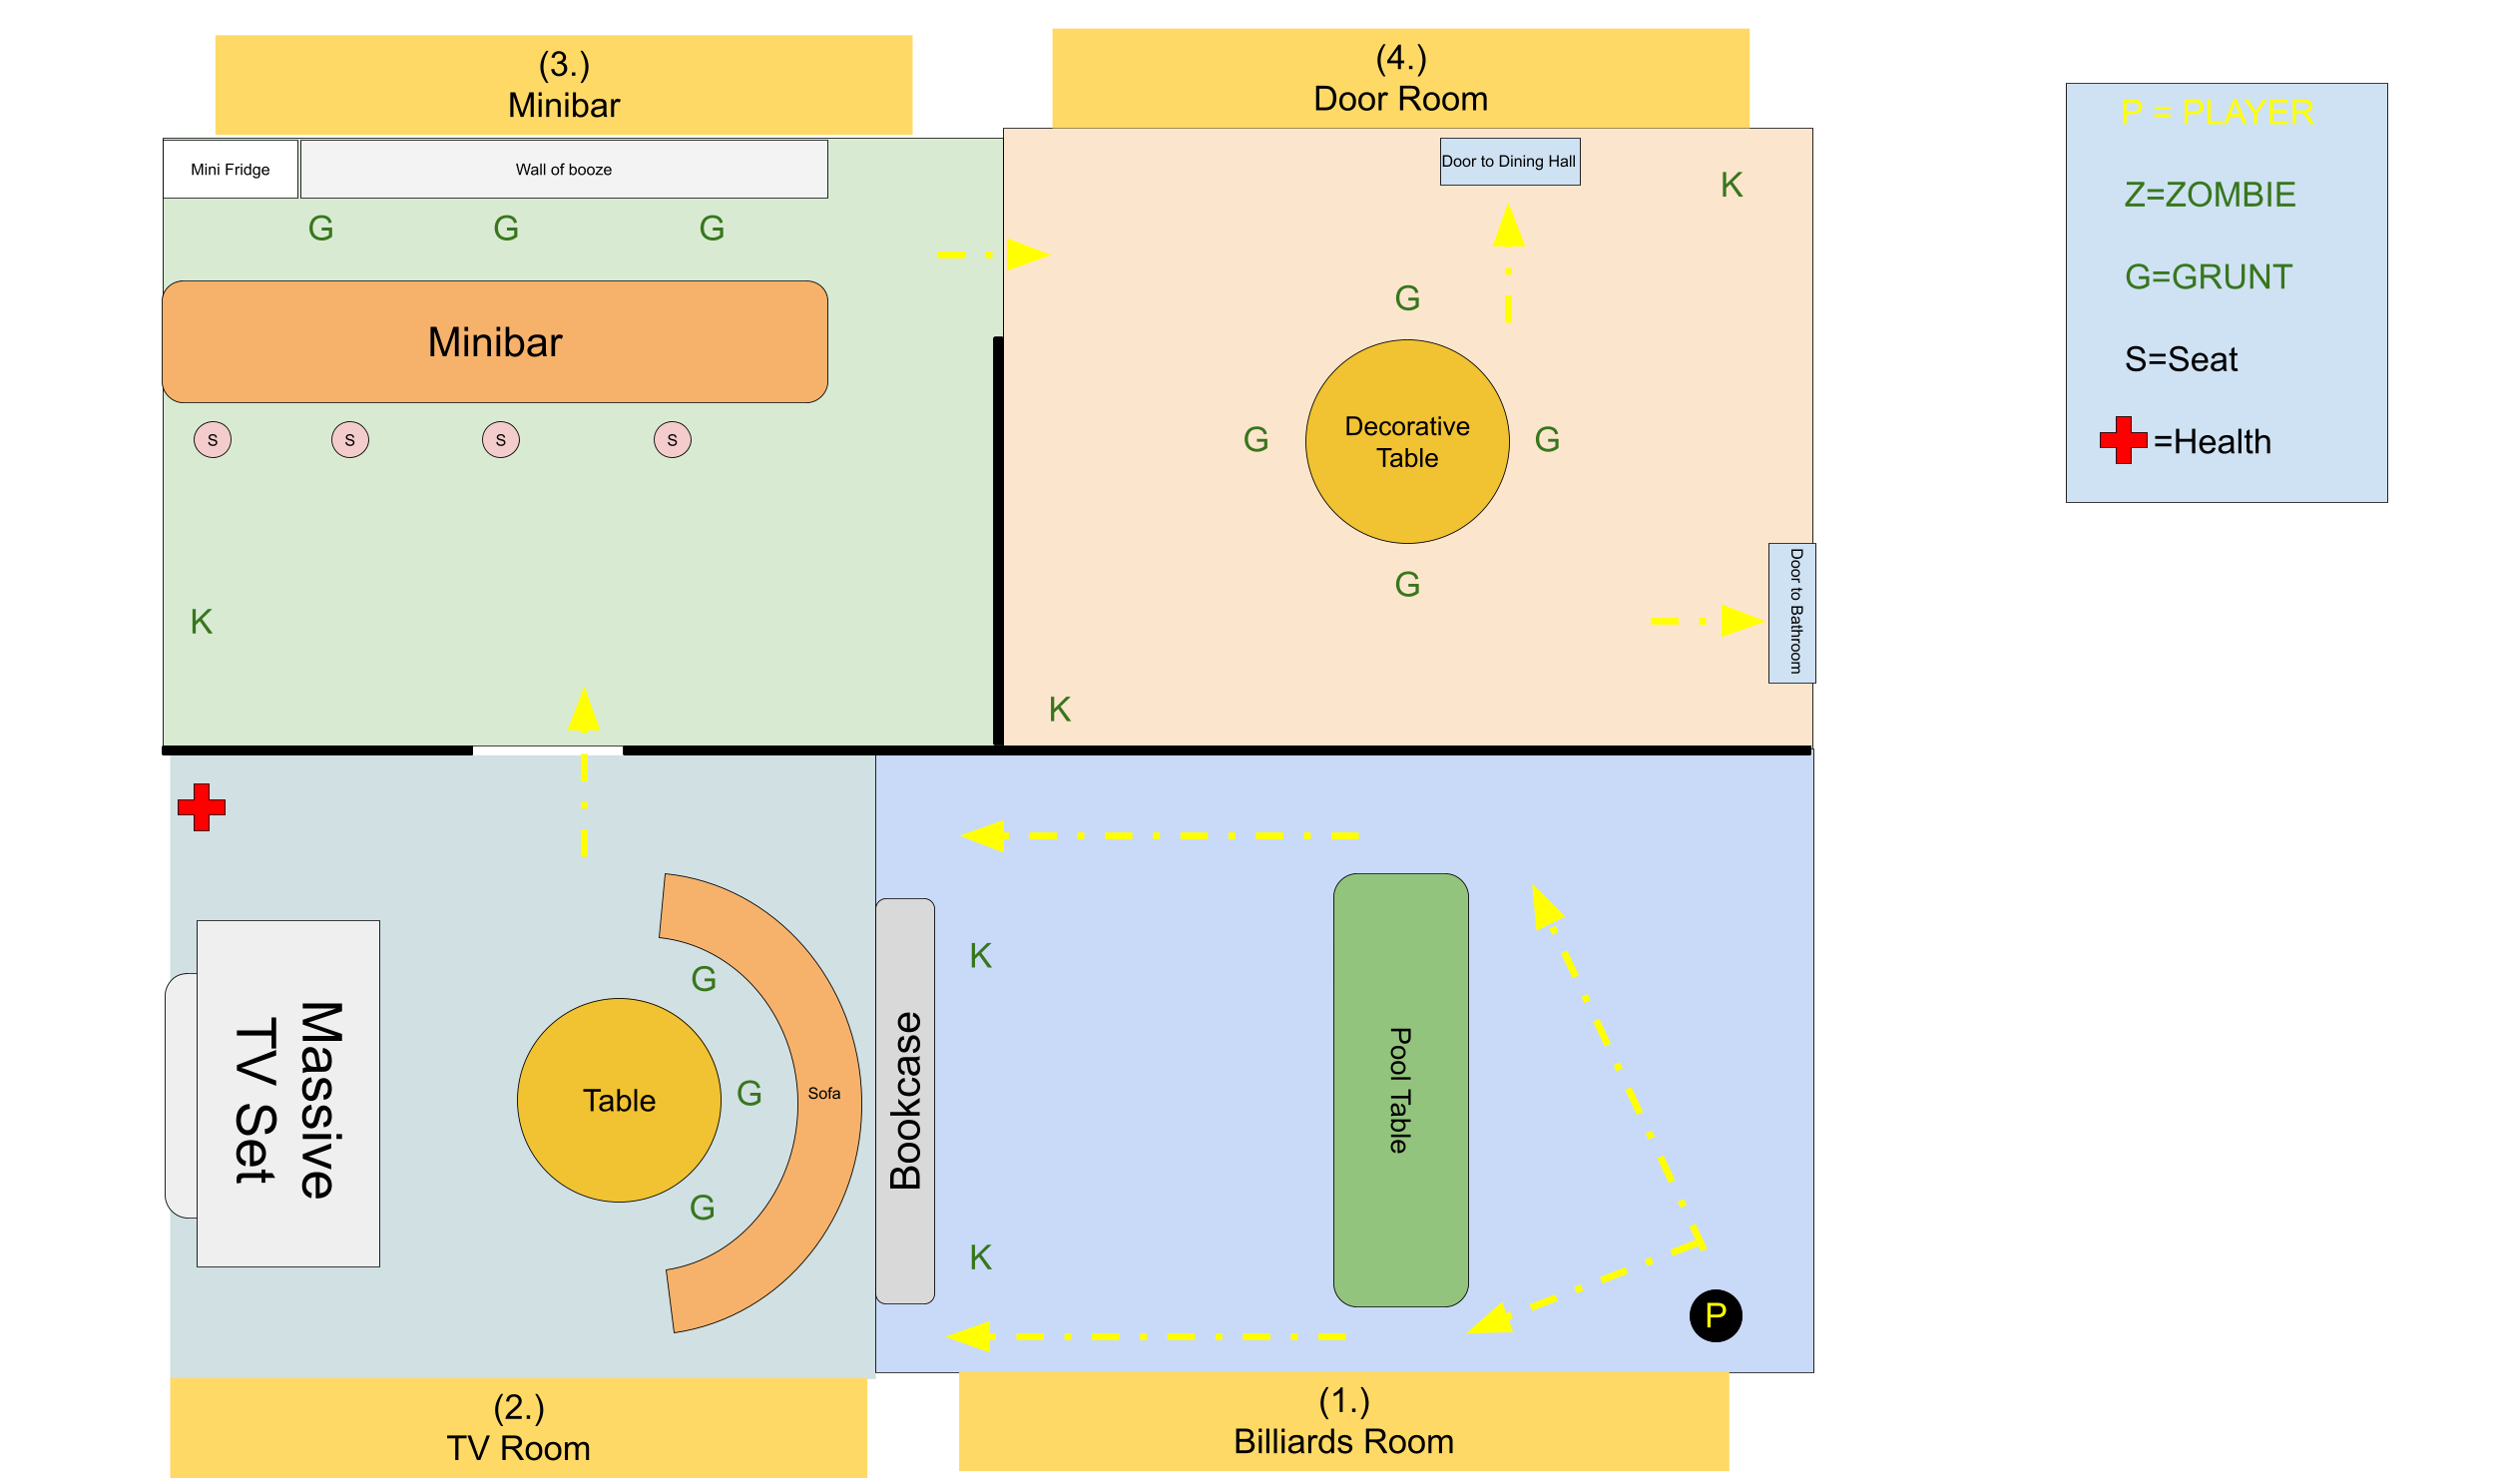 (3.)
Minibar
(4.)
Door Room
P = PLAYER
Z=ZOMBIE
G=GRUNT
S=Seat
=Health
Mini Fridge
Wall of booze
Door to Dining Hall
K
G
G
G
G
Minibar
Decorative
Table
G
G
S
S
S
S
G
K
Door to Bathroom
K
K
K
G
Massive
TV Set
Table
G
Sofa
Bookcase
Pool Table
G
K
P
(2.)
TV Room
(1.)
Billiards Room